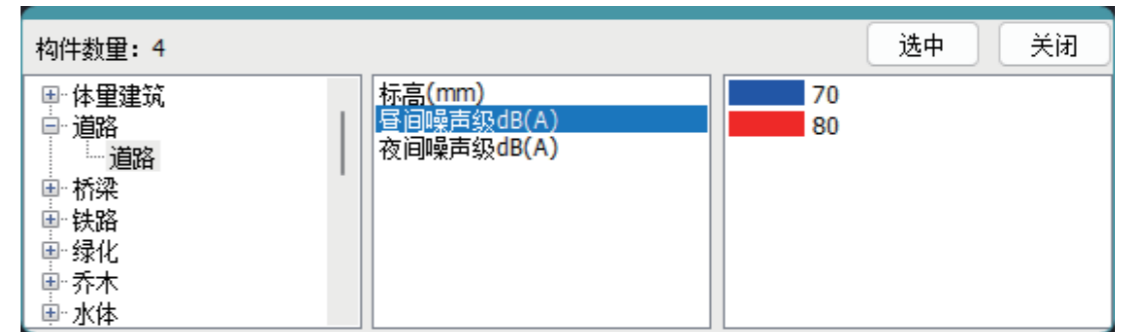 构件数量：4
选中
关闭
体量建筑
道路
道路
桥梁
铁路
绿化
乔木
水体
标高(mm)
昼间噪声级dB(A)
夜间噪声级dB(A)
70
80